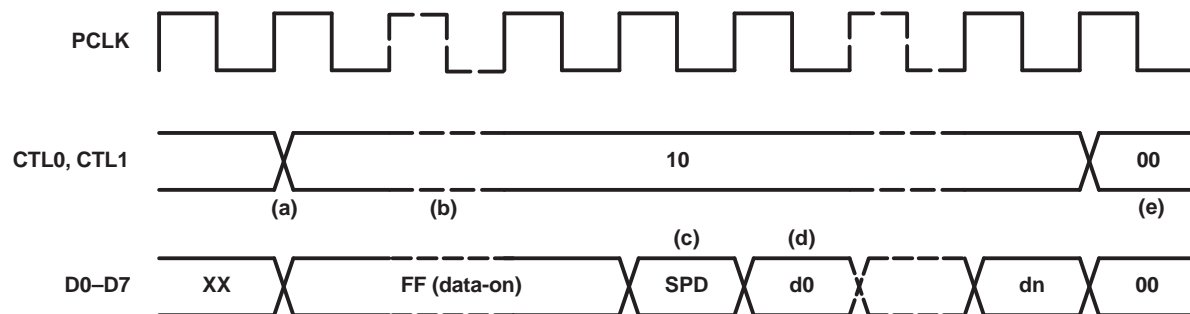 PCLK
CTL0, CTL1
10
00
(a)
(b)
(e)
(c)
(d)
D0–D7
XX
FF (data-on)
SPD
d0
dn
00